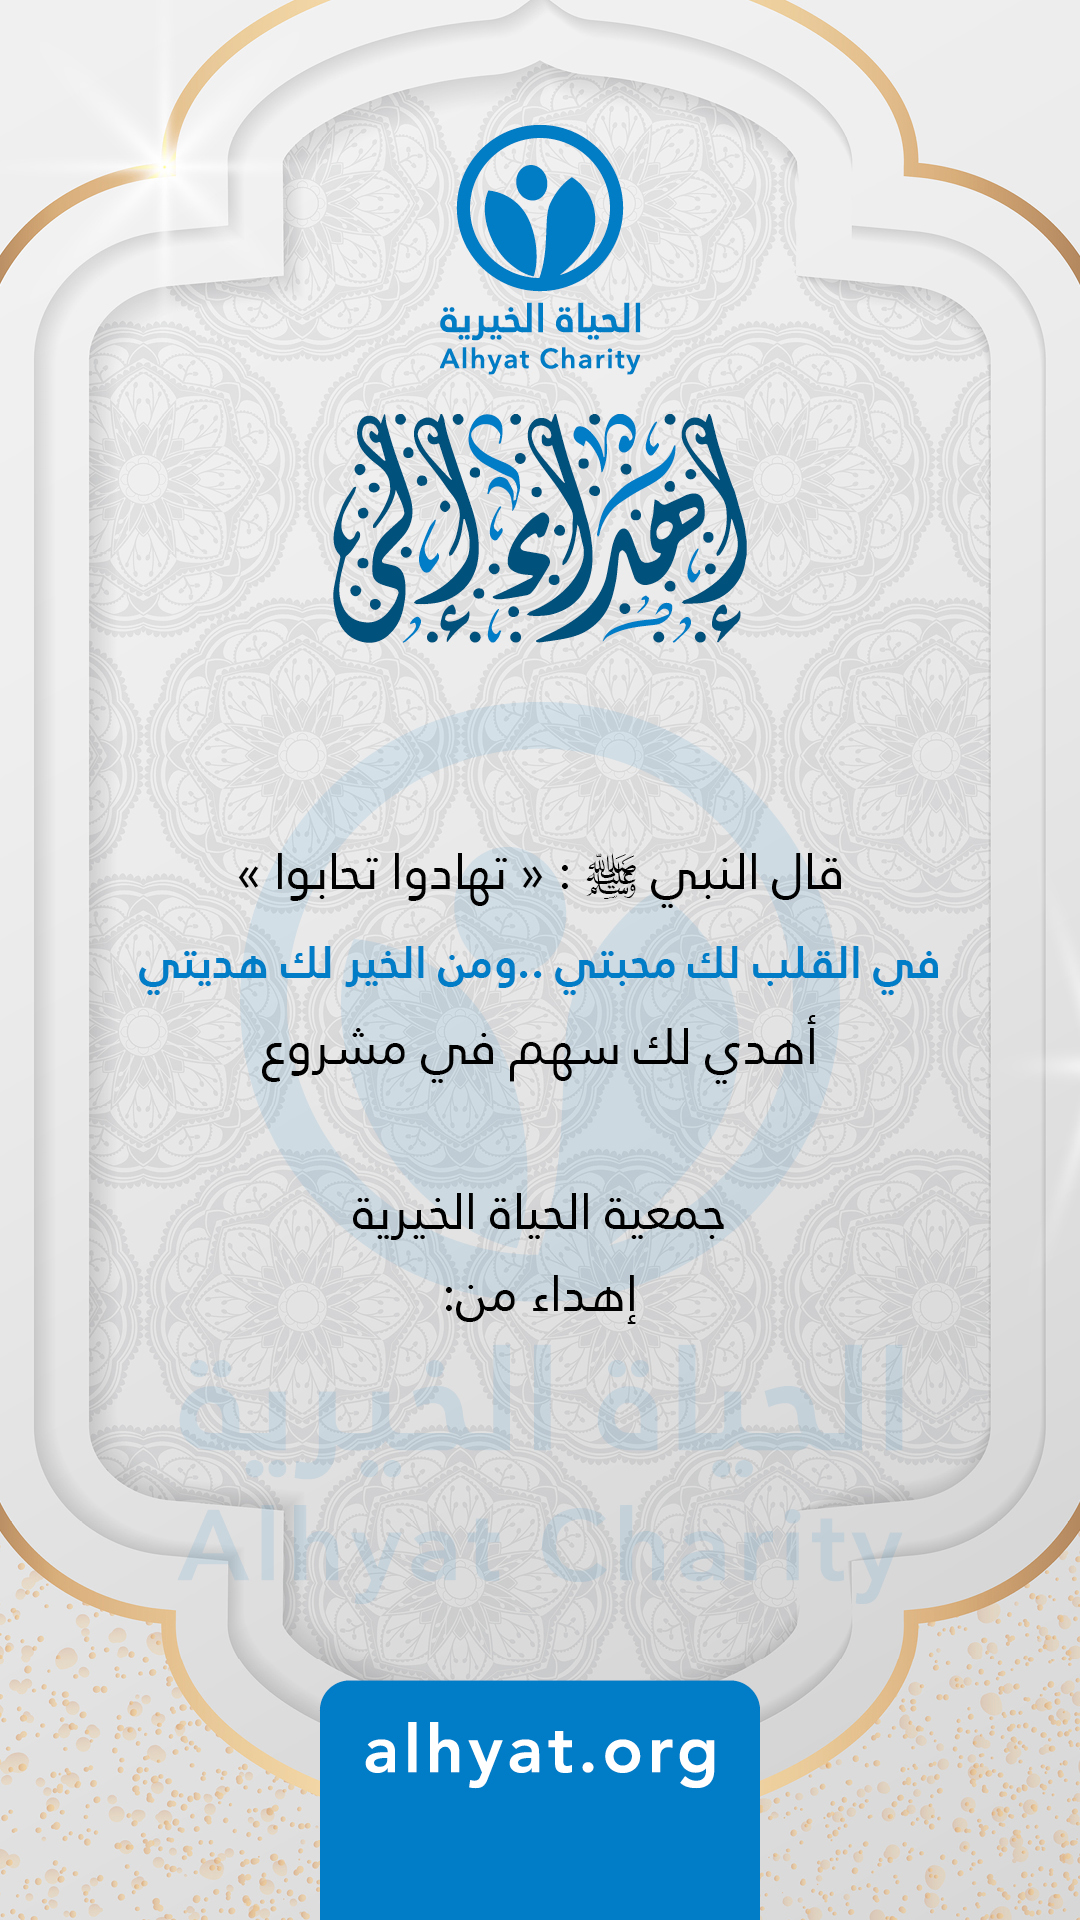 الحياة الخيرية
Alhyat Charity
إهداء إلى
قال النبي ﷺ : « تهادوا تحابوا »
في القلب لك محبتي ..ومن الخير لك هديتي
أهدي لك سهم في مشروع
جمعية الحياة الخيرية
إهداء من:
الحياة الخيرية
Alhyat Charity
alhyat.org